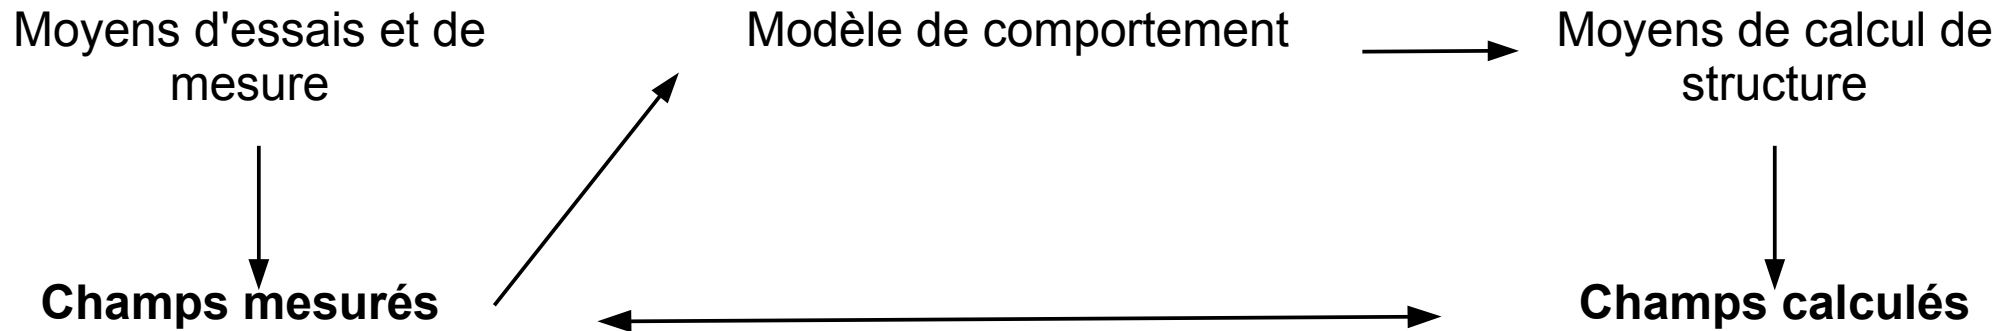 Moyens d'essais et de
mesure
Modèle de comportement
Moyens de calcul de
structure
Champs mesurés
Champs calculés